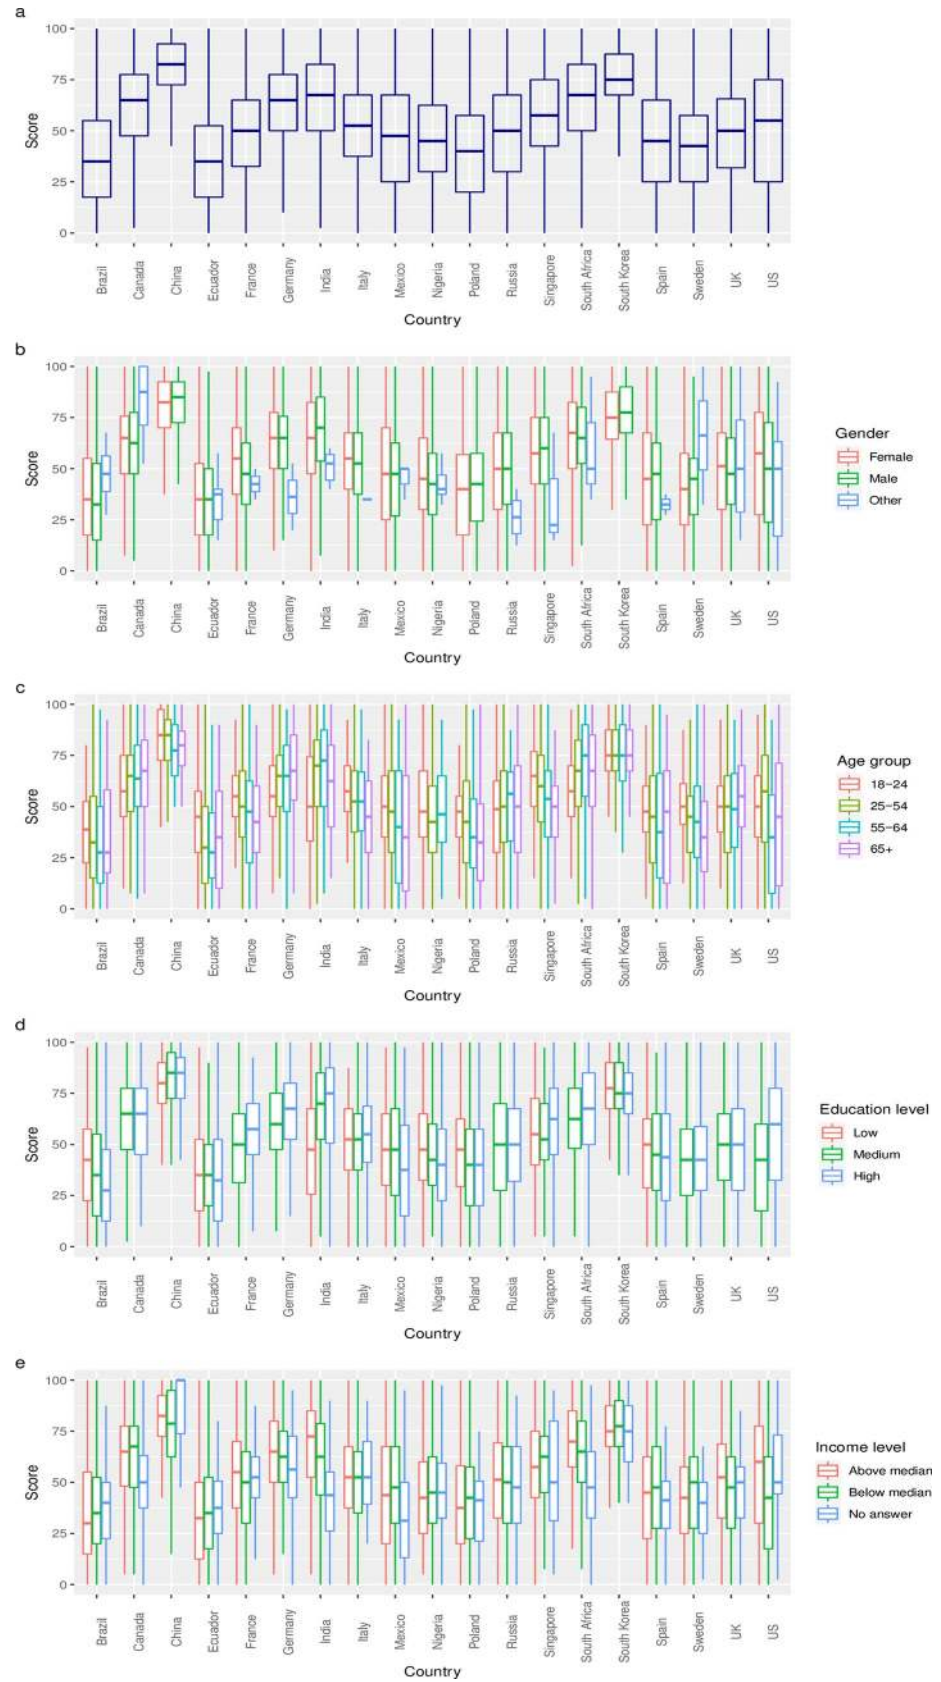 a
100
75
50
25
0
Score
Brazil
Canada
China
Ecuador
France
Germany
India
Italy
Mexico
Nigeria
Poland
Russia
Singapore
South Africa
South Korea
Spain
Sweden
UK
US
Country
b
100
75
50
25
0
Score
Brazil
Canada
China
Ecuador
France
Germany
India
Italy
Mexico
Nigeria
Poland
Russia
Singapore
South Africa
South Korea
Spain
Sweden
UK
US
Country
Gender
Female
Male
Other
c
100
75
50
25
0
Score
Brazil
Canada
China
Ecuador
France
Germany
India
Italy
Mexico
Nigeria
Poland
Russia
Singapore
South Africa
South Korea
Spain
Sweden
UK
US
Country
Age group
18−24
25−54
55−64
65+
d
100
75
50
25
0
Score
Brazil
Canada
China
Ecuador
France
Germany
India
Italy
Mexico
Nigeria
Poland
Russia
Singapore
South Africa
South Korea
Spain
Sweden
UK
US
Country
Education level
Low
Medium
High
e
100
75
50
25
0
Score
Brazil
Canada
China
Ecuador
France
Germany
India
Italy
Mexico
Nigeria
Poland
Russia
Singapore
South Africa
South Korea
Spain
Sweden
UK
US
Country
Income level
Above median
Below median
No answer